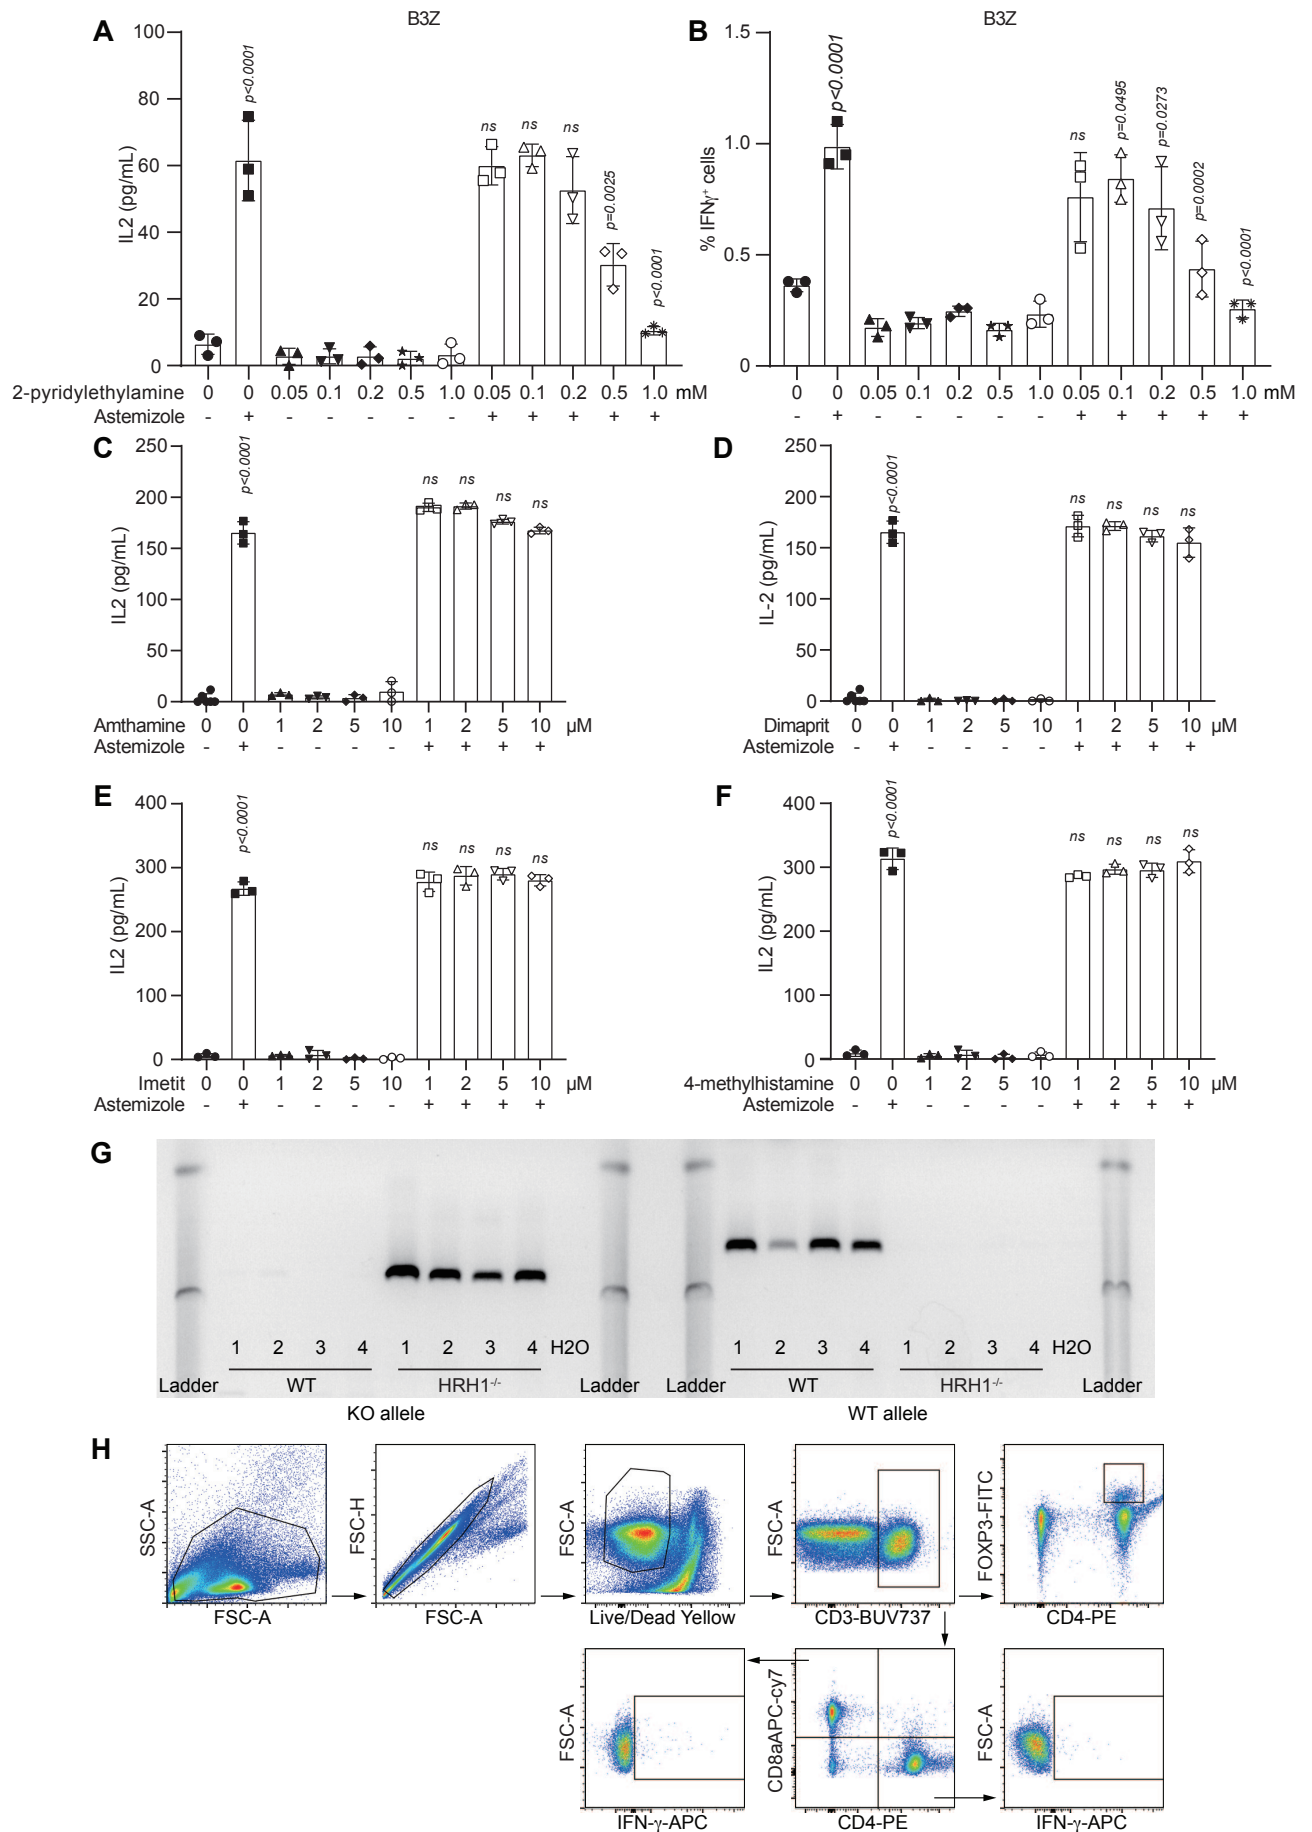 A
B3Z
IL2 (pg/mL)
100
80
60
40
20
0
p<0.0001
ns
ns
ns
p=0.0025
p<0.0001
2-pyridylethylamine 0 0 0.05 0.1 0.2 0.5 1.0 0.05 0.1 0.2 0.5 1.0 mM
Astemizole - + - - - - - + + + + +
B
B3Z
% IFNγ+ cells
1.5
1.0
0.5
0
p<0.0001
ns
p=0.0495
p=0.0273
p=0.0002
p<0.0001
0 0 0.05 0.1 0.2 0.5 1.0 0.05 0.1 0.2 0.5 1.0 mM
- + - - - - - + + + + +
C
IL2 (pg/mL)
250
200
150
100
50
0
p<0.0001
ns
ns
ns
ns
Amthamine 0 0 1 2 5 10 1 2 5 10 μM
Astemizole - + - - - - + + + +
D
IL-2 (pg/mL)
250
200
150
100
50
0
p<0.0001
ns
ns
ns
ns
Dimaprit 0 0 1 2 5 10 1 2 5 10 μM
Astemizole - + - - - - + + + +
E
IL2 (pg/mL)
400
300
200
100
0
p<0.0001
ns
ns
ns
ns
Imetit 0 0 1 2 5 10 1 2 5 10 μM
Astemizole - + - - - - + + + +
F
IL2 (pg/mL)
400
300
200
100
0
p<0.0001
ns
ns
ns
ns
4-methylhistamine 0 0 1 2 5 10 1 2 5 10 μM
Astemizole - + - - - - + + + +
G
1 2 3 4 1 2 3 4 H2O 1 2 3 4 1 2 3 4 H2O
Ladder WT HRH1-/- Ladder Ladder WT HRH1-/- Ladder
KO allele WT allele
H
SSC-A
FSC-A
FSC-H
FSC-A
FSC-A
Live/Dead Yellow
FSC-A
CD3-BUV737
FOXP3-FITC
CD4-PE
FSC-A
IFN-γ-APC
CD8aAPC-cy7
CD4-PE
FSC-A
IFN-γ-APC